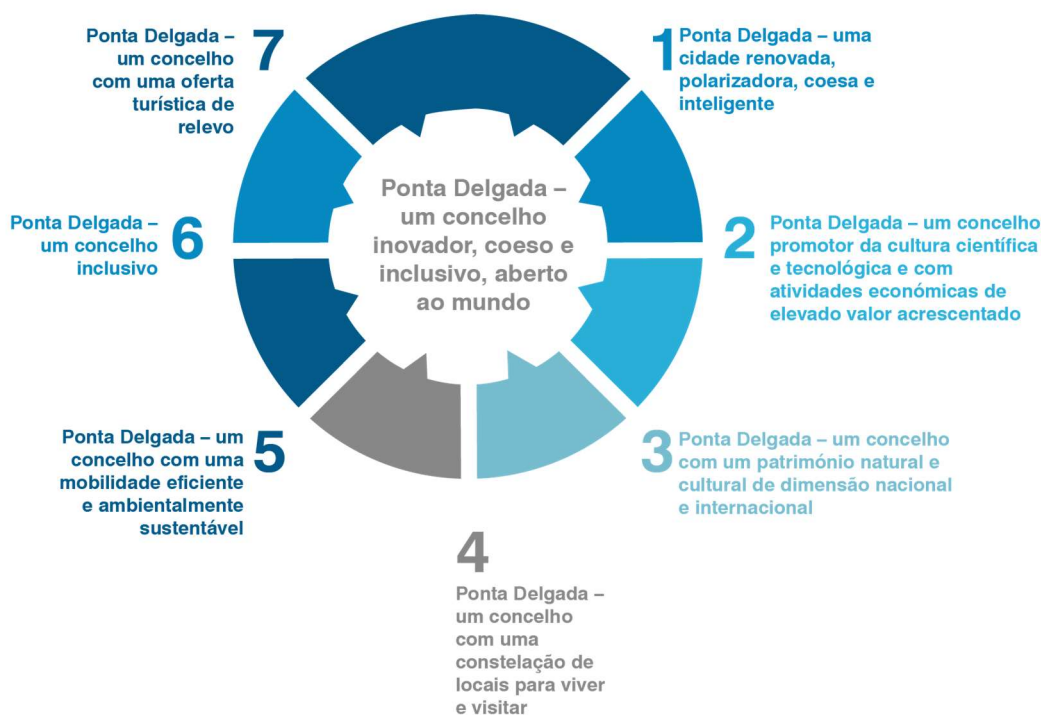 Ponta Delgada –
um concelho
inovador, coeso e
inclusivo, aberto
ao mundo
1
Ponta Delgada – uma
cidade renovada,
polarizadora, coesa e
inteligente
2
Ponta Delgada – um concelho
promotor da cultura científica
e tecnológica e com
atividades económicas de
elevado valor acrescentado
3
Ponta Delgada – um concelho
com um património natural e
cultural de dimensão nacional
e internacional
4
Ponta Delgada –
um concelho
com uma
constelação de
locais para viver
e visitar
5
Ponta Delgada – um
concelho com uma
mobilidade eficiente
e ambientalmente
sustentável
6
Ponta Delgada –
um concelho
inclusivo
7
Ponta Delgada –
um concelho
com uma oferta
turística de
relevo